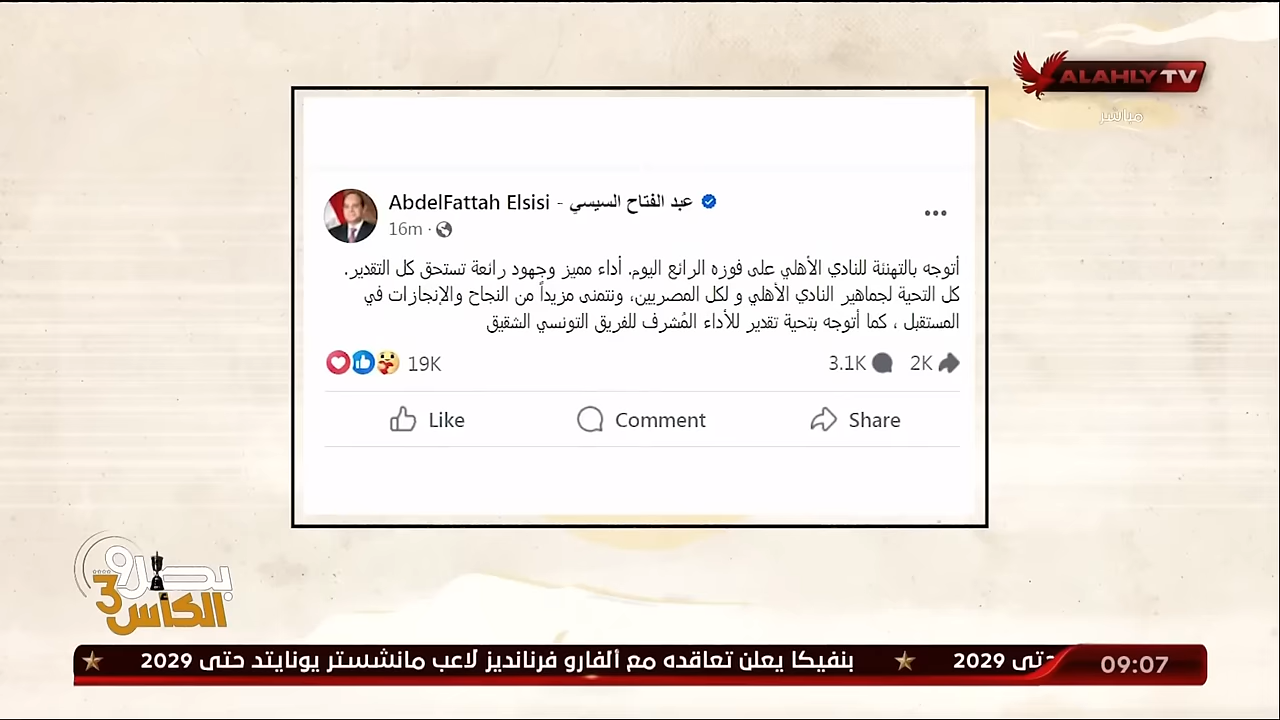 ALAHLY TV
مباشر
AbdelFattah Elsisi - عبد الفتاح السيسي
16m ·
أتوجه بالتهنئة للنادي الأهلي على فوزه الرائع اليوم. أداء مميز وجهود رائعة تستحق كل التقدير.
كل التحية لجماهير النادي الأهلي و لكل المصريين، ونتمنى مزيداً من النجاح والإنجازات في
المستقبل ، كما أتوجه بتحية تقدير للأداء المُشرف للفريق التونسي الشقيق
19K
3.1K
2K
Like
Comment
Share
الكأس
3
حتى 2029
بنفيكا يعلن تعاقده مع ألفارو فرنانديز لاعب مانشستر يونايتد حتى 2029
09:07